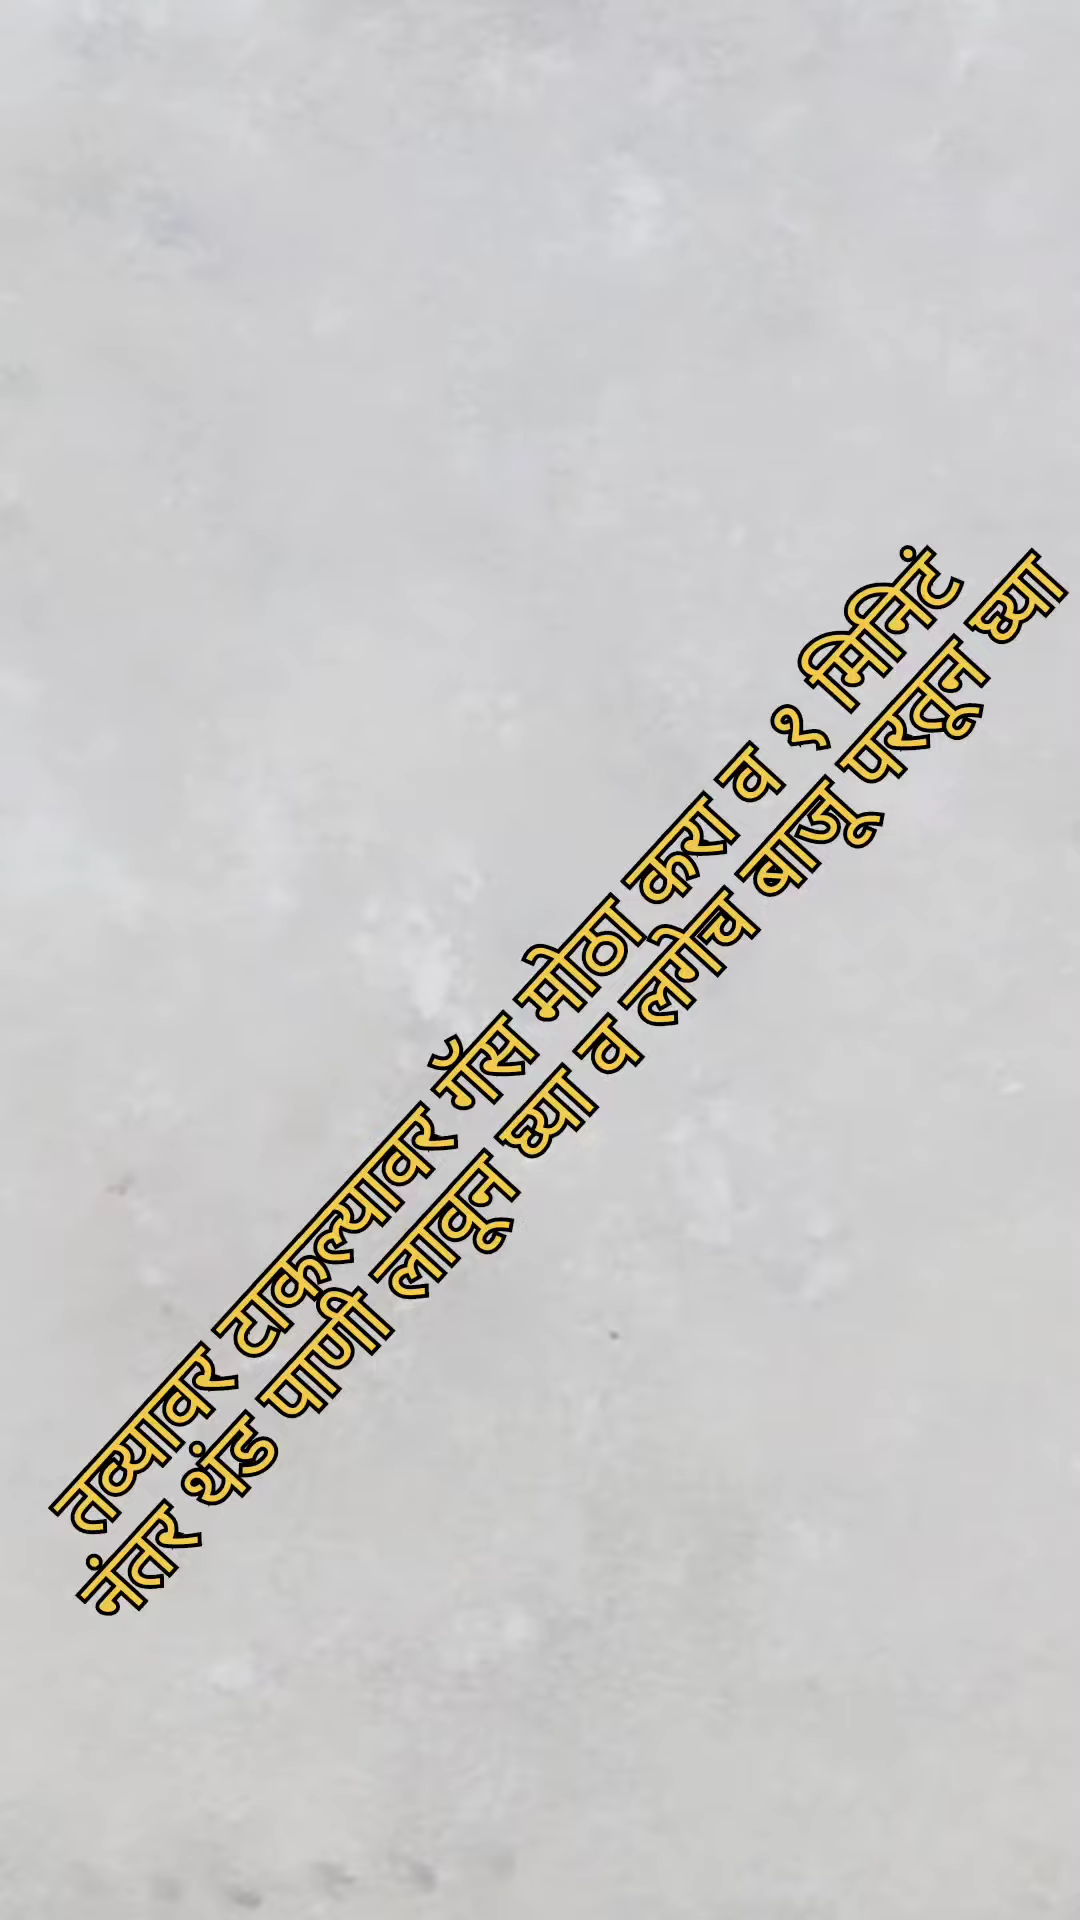 तव्यावर टाकल्यावर गॅस मोठा करा व १ मिनिटं
नंतर थंड पाणी लावून घ्या व लगेच बाजू परतून घ्या